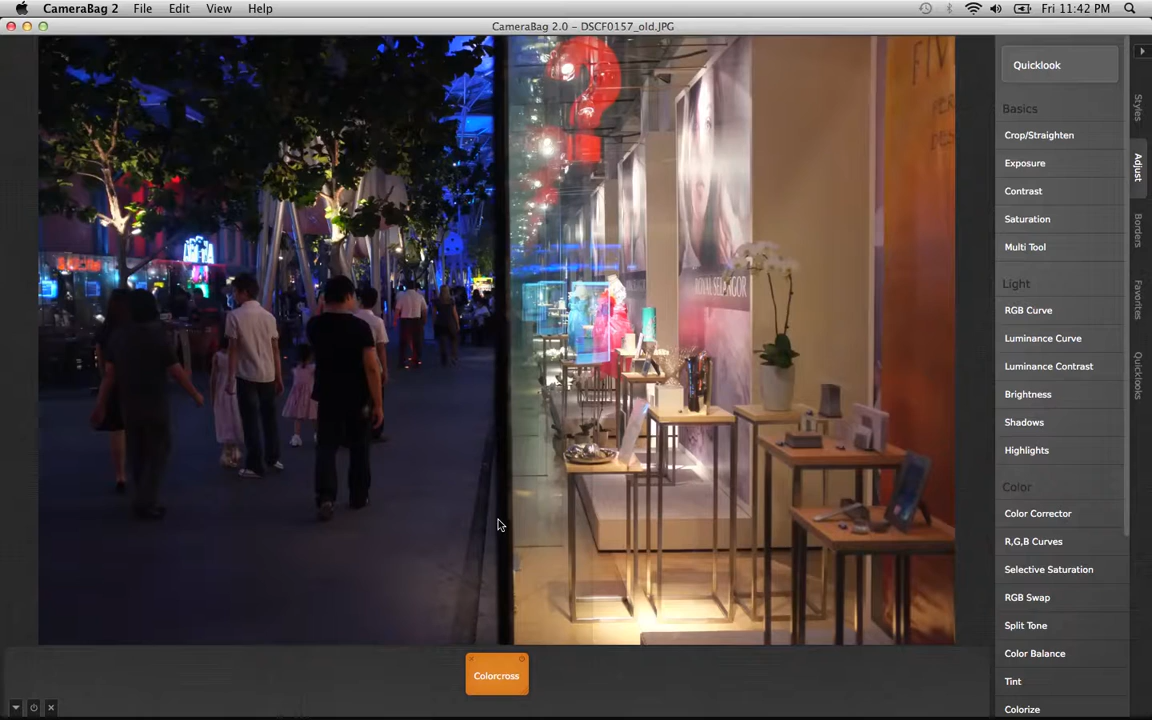 CameraBag 2 File Edit View Help Fri 11:42 PM
CameraBag 2.0 - DSCF0157_old.JPG
Quicklook
Basics
Crop/Straighten
Exposure
Contrast
Saturation
Multi Tool
Light
RGB Curve
Luminance Curve
Luminance Contrast
Brightness
Shadows
Highlights
Color
Color Corrector
R,G,B Curves
Selective Saturation
RGB Swap
Split Tone
Color Balance
Tint
Colorize
Styles
Adjust
Borders
Favorites
Quicklooks
ROYAL SELANGOR
Colorcross